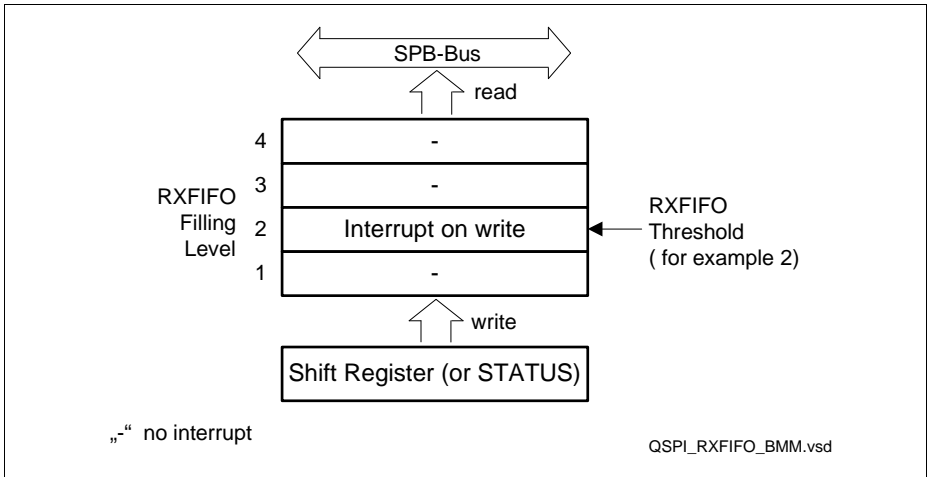 SPB-Bus
read
4
-
3
-
RXFIFO
Filling
Level
2
Interrupt on write
RXFIFO
Threshold
( for example 2)
1
-
write
Shift Register (or STATUS)
„-“ no interrupt
QSPI_RXFIFO_BMM.vsd